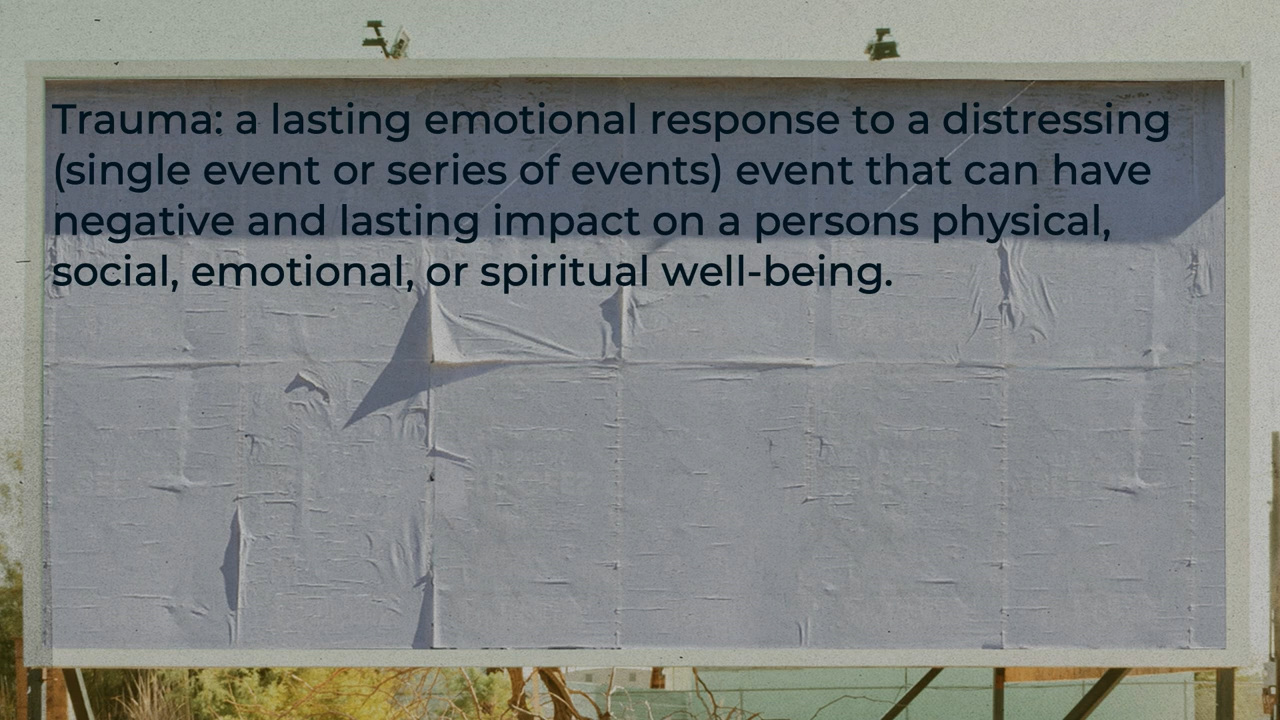 Trauma: a lasting emotional response to a distressing
(single event or series of events) event that can have
negative and lasting impact on a persons physical,
social, emotional, or spiritual well-being.